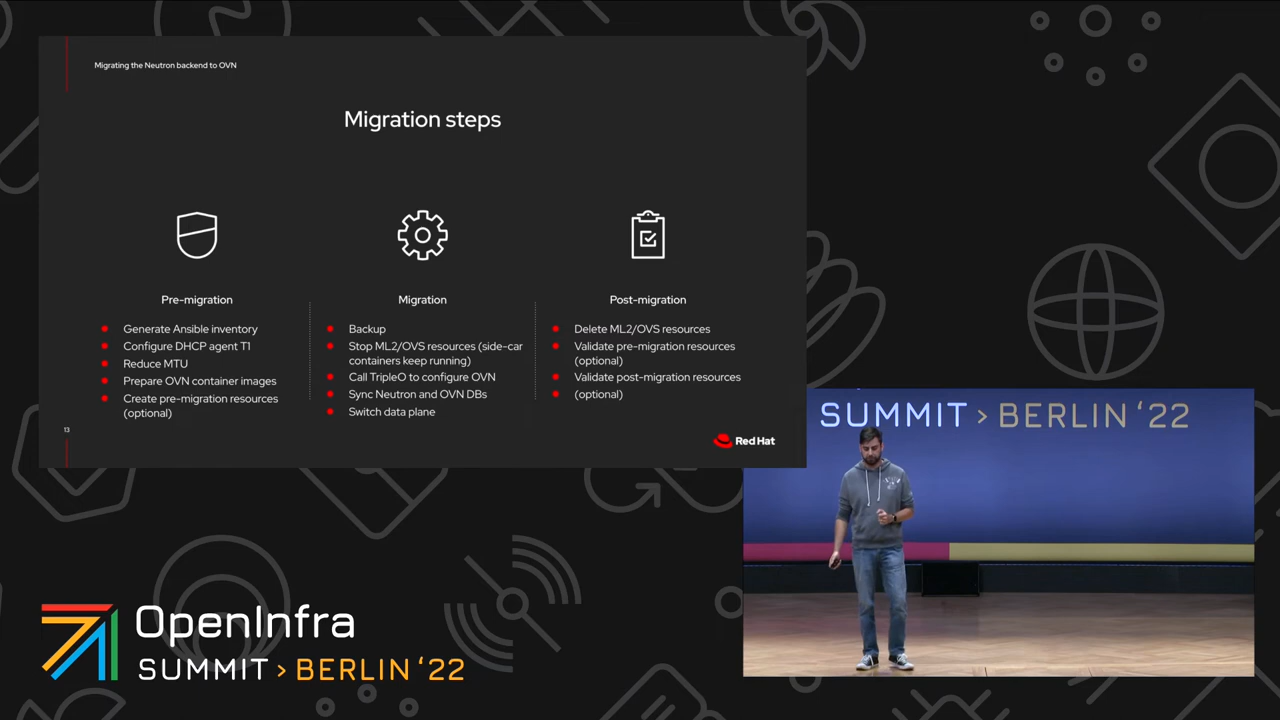 Migrating the Neutron backend to OVN
Migration steps
Pre-migration
Generate Ansible inventory
Configure DHCP agent T1
Reduce MTU
Prepare OVN container images
Create pre-migration resources
(optional)
Migration
Backup
Stop ML2/OVS resources (side-car
containers keep running)
Call TripleO to configure OVN
Sync Neutron and OVN DBs
Switch data plane
Post-migration
Delete ML2/OVS resources
Validate pre-migration resources
(optional)
Validate post-migration resources
(optional)
13
Red Hat
SUMMIT > BERLIN ‘22
OpenInfra
SUMMIT > BERLIN ‘22